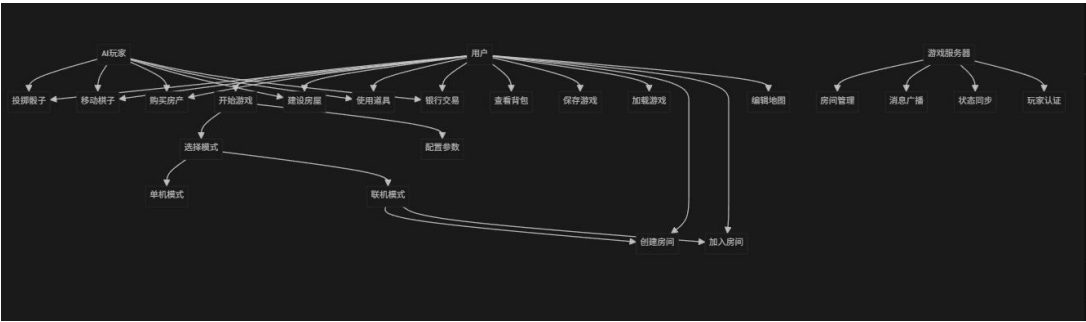 AI玩家
用户
游戏服务器
投掷骰子
移动棋子
购买房产
开始游戏
建设房屋
使用道具
银行交易
查看背包
保存游戏
加载游戏
编辑地图
房间管理
消息广播
状态同步
玩家认证
选择模式
配置参数
单机模式
联机模式
创建房间
加入房间